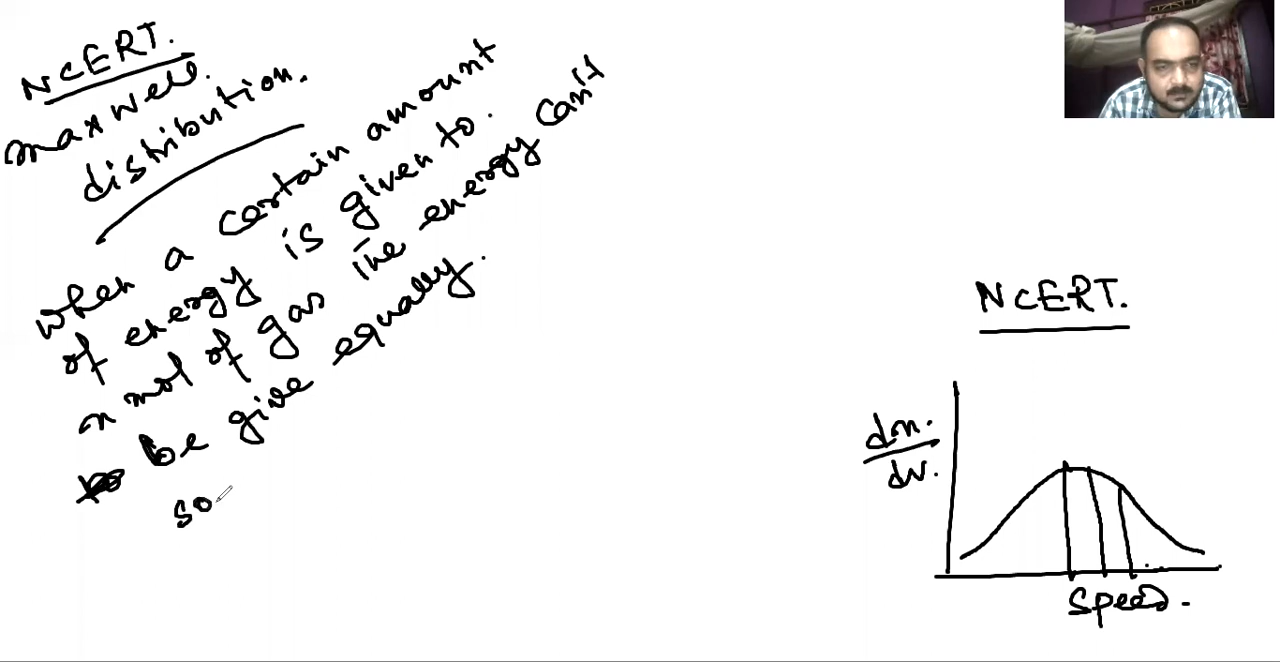 NCERT.
maxwell.
distribution.
when a certain amount
of energy is given to.
n mol of gas the energy can't
be give equally.
so
NCERT.
dn.
dv.
Speed.